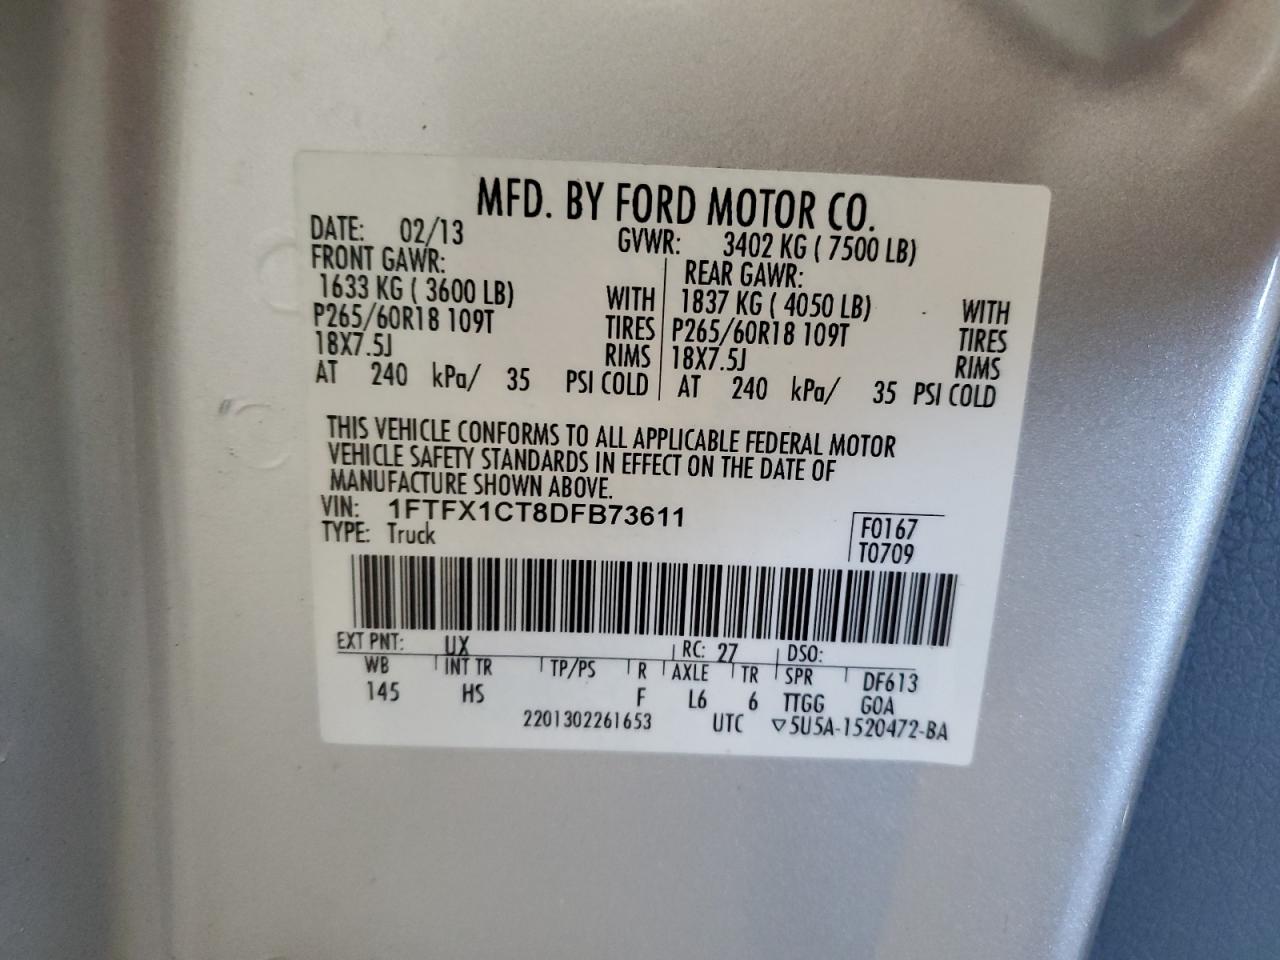 MFD. BY FORD MOTOR CO.
DATE: 02/13 GVWR: 3402 KG ( 7500 LB)
FRONT GAWR: REAR GAWR:
1633 KG ( 3600 LB) WITH 1837 KG ( 4050 LB) WITH
P265/60R18 109T TIRES P265/60R18 109T TIRES
18X7.5J RIMS 18X7.5J RIMS
AT 240 kPa/ 35 PSI COLD AT 240 kPa/ 35 PSI COLD
THIS VEHICLE CONFORMS TO ALL APPLICABLE FEDERAL MOTOR
VEHICLE SAFETY STANDARDS IN EFFECT ON THE DATE OF
MANUFACTURE SHOWN ABOVE.
VIN: 1FTFX1CT8DFB73611 F0167
TYPE: Truck T0709
EXT PNT: UX RC: 27 DSO:
WB INT TR TP/PS R AXLE TR SPR DF613
145 HS F L6 6 TTGG GOA
2201302261653 UTC ▽5U5A-1520472-BA